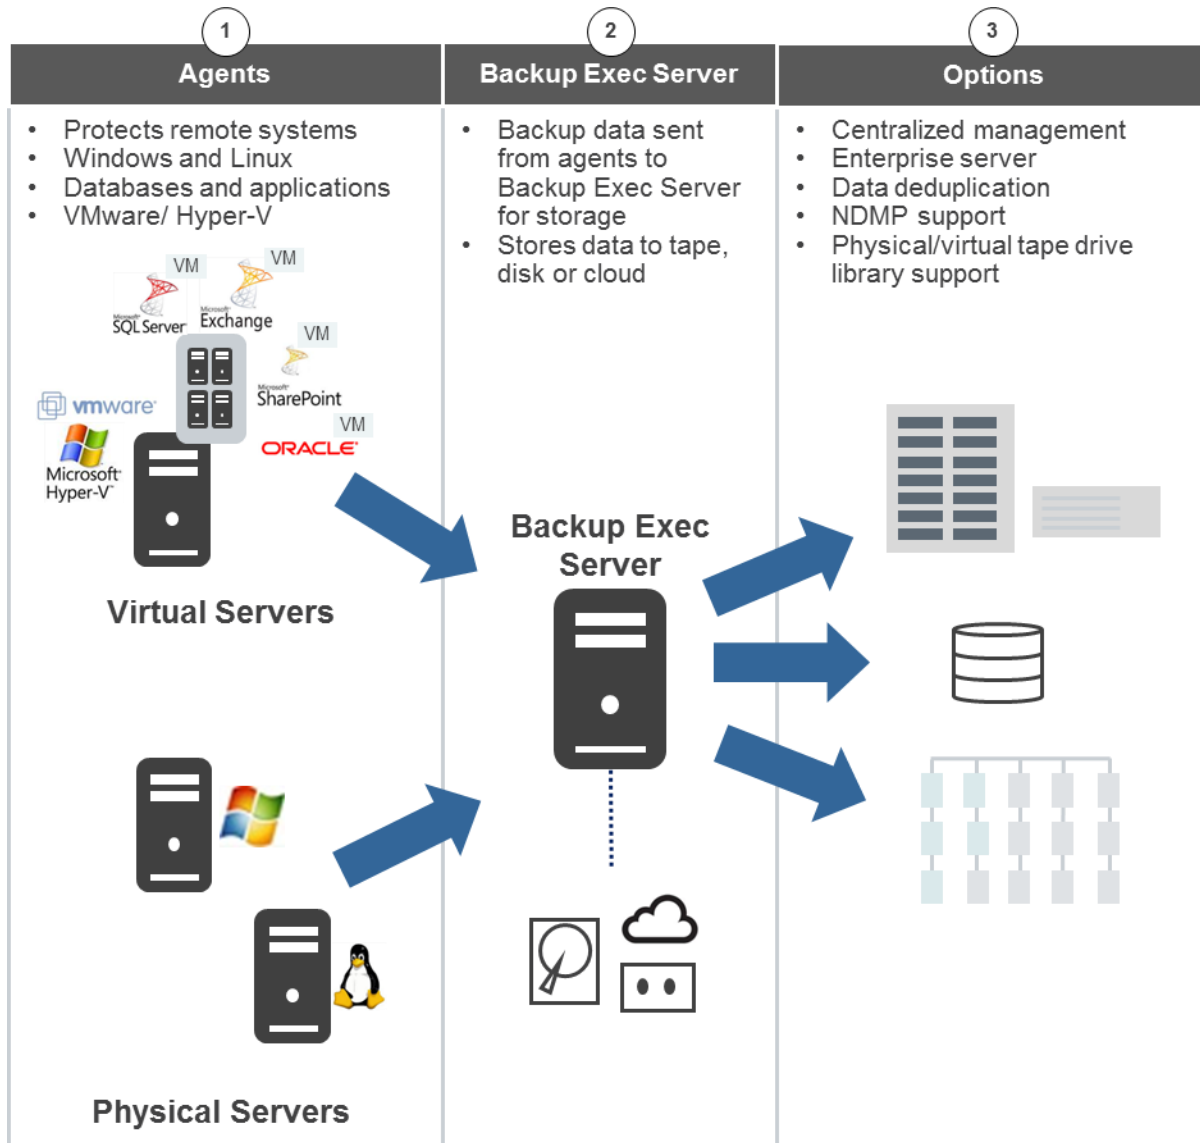 1
Agents
• Protects remote systems
• Windows and Linux
• Databases and applications
• VMware/ Hyper-V
VM
Microsoft
SQL Server
VM
Microsoft
Exchange
VM
Microsoft
SharePoint
VM
ORACLE
vmware
Microsoft
Hyper-V
Virtual Servers
Physical Servers
2
Backup Exec Server
• Backup data sent
from agents to
Backup Exec Server
for storage
• Stores data to tape,
disk or cloud
Backup Exec
Server
3
Options
• Centralized management
• Enterprise server
• Data deduplication
• NDMP support
• Physical/virtual tape drive
library support